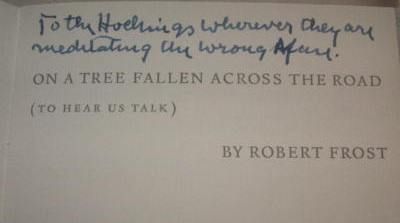 To the Hockings wherever they are
meditating the wrong
ON A TREE FALLEN ACROSS THE ROAD
(TO HEAR US TALK)
BY ROBERT FROST